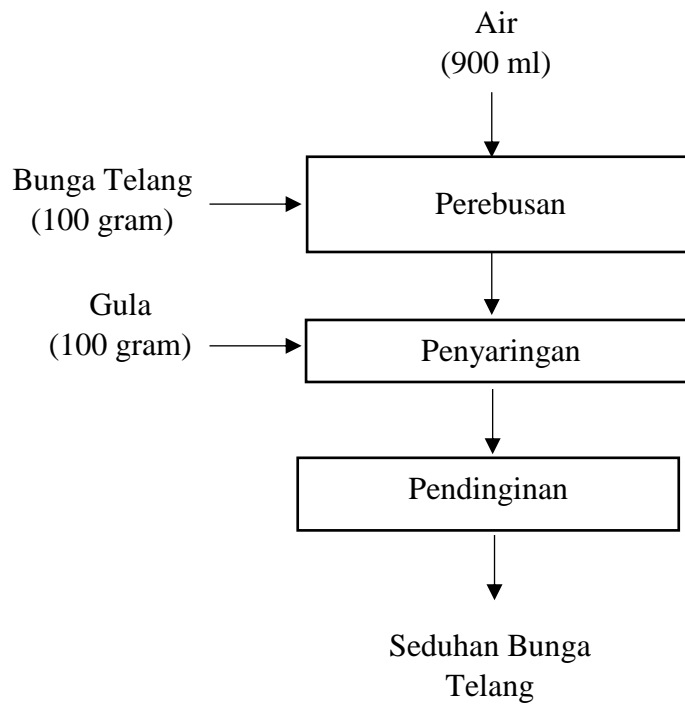 Air
(900 ml)
Bunga Telang
(100 gram)
Perebusan
Gula
(100 gram)
Penyaringan
Pendinginan
Seduhan Bunga
Telang